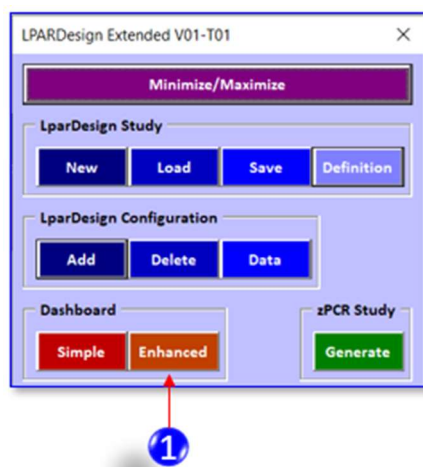 LPARDesign Extended V01-T01
Minimize/Maximize
LparDesign Study
New Load Save Definition
LparDesign Configuration
Add Delete Data
Dashboard zPCR Study
Simple Enhanced Generate
1